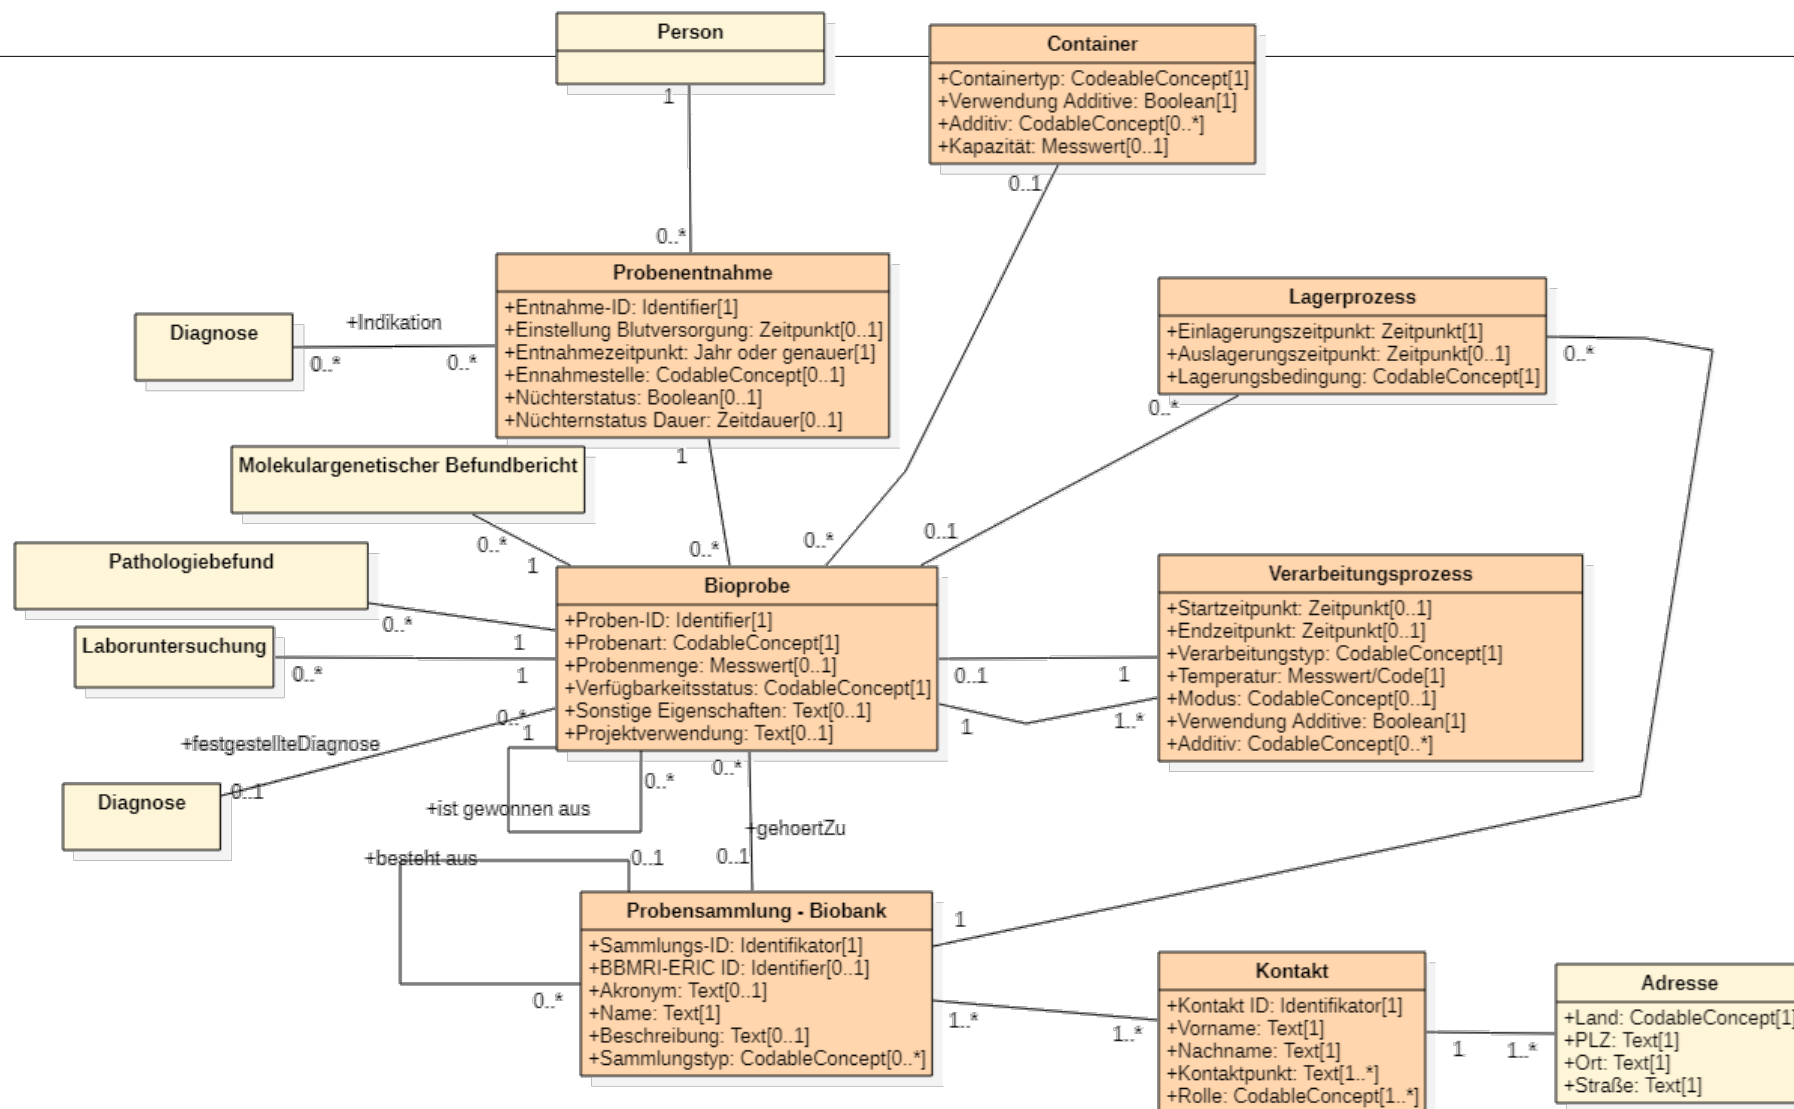 Person
1
0..*
Container
+Containertyp: CodeableConcept[1]
+Verwendung Additive: Boolean[1]
+Additiv: CodableConcept[0..*]
+Kapazität: Messwert[0..1]
0..1
Probenentnahme
+Entnahme-ID: Identifier[1]
+Einstellung Blutversorgung: Zeitpunkt[0..1]
+Entnahmezeitpunkt: Jahr oder genauer[1]
+Ennahmestelle: CodableConcept[0..1]
+Nüchterstatus: Boolean[0..1]
+Nüchternstatus Dauer: Zeitdauer[0..1]
Diagnose
+Indikation
0..*
0..*
Lagerprozess
+Einlagerungszeitpunkt: Zeitpunkt[1]
+Auslagerungszeitpunkt: Zeitpunkt[0..1]
+Lagerungsbedingung: CodableConcept[1]
0..*
0..*
Molekulargenetischer Befundbericht
1
0..*
1
0..*
0..*
0..1
Pathologiebefund
0..*
1
Laboruntersuchung
0..*
1
Bioprobe
+Proben-ID: Identifier[1]
+Probenart: CodableConcept[1]
+Probenmenge: Messwert[0..1]
+Verfügbarkeitsstatus: CodableConcept[1]
+Sonstige Eigenschaften: Text[0..1]
+Projektverwendung: Text[0..1]
Verarbeitungsprozess
+Startzeitpunkt: Zeitpunkt[0..1]
+Endzeitpunkt: Zeitpunkt[0..1]
+Verarbeitungstyp: CodableConcept[1]
+Temperatur: Messwert/Code[1]
+Modus: CodableConcept[0..1]
+Verwendung Additive: Boolean[1]
+Additiv: CodableConcept[0..*]
0..1
1
1
1..*
0..*
1
+festgestellteDiagnose
0..1
Diagnose
0..*
+ist gewonnen aus
0..*
+gehoertZu
0..1
+besteht aus
0..1
0..*
Probensammlung - Biobank
+Sammlungs-ID: Identifikator[1]
+BBMRI-ERIC ID: Identifier[0..1]
+Akronym: Text[0..1]
+Name: Text[1]
+Beschreibung: Text[0..1]
+Sammlungstyp: CodableConcept[0..*]
1
1..*
1..*
Kontakt
+Kontakt ID: Identifikator[1]
+Vorname: Text[1]
+Nachname: Text[1]
+Kontaktpunkt: Text[1..*]
+Rolle: CodableConcept[1..*]
1
1..*
Adresse
+Land: CodableConcept[1]
+PLZ: Text[1]
+Ort: Text[1]
+Straße: Text[1]